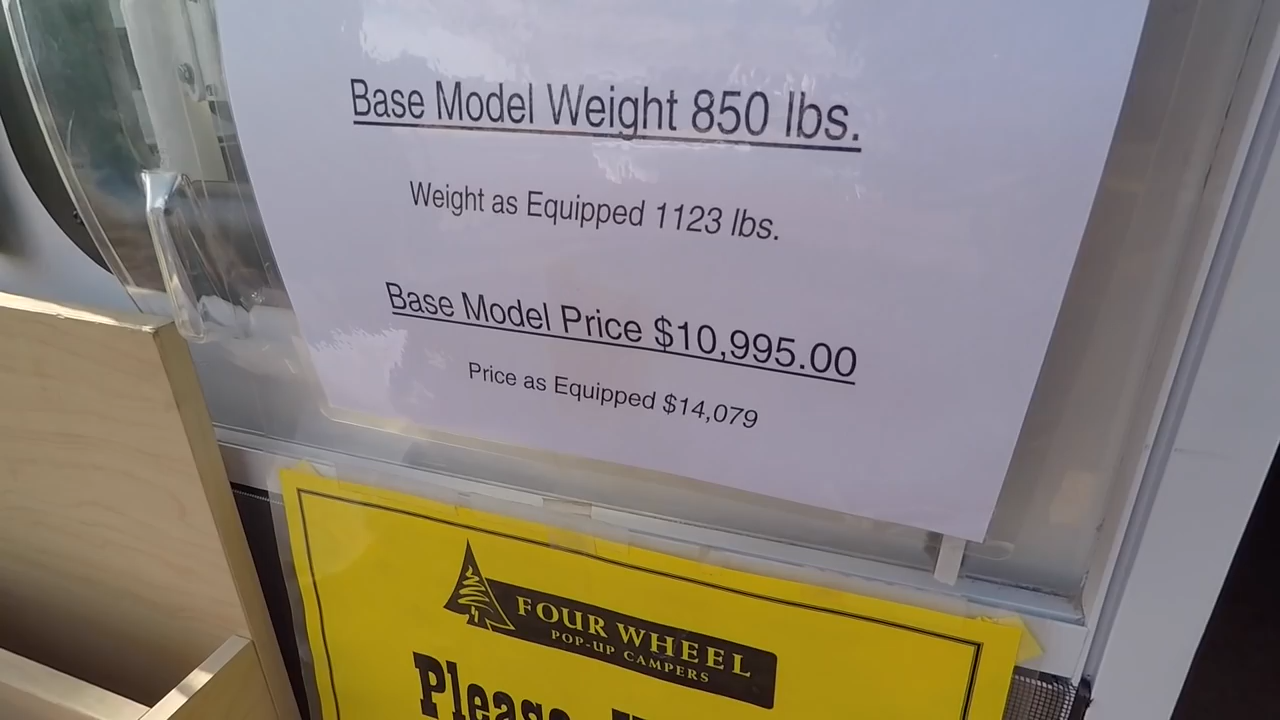 Base Model Weight 850 lbs.
Weight as Equipped 1123 lbs.
Base Model Price $10,995.00
Price as Equipped $14,079
FOUR WHEEL
POP-UP CAMPERS
Please